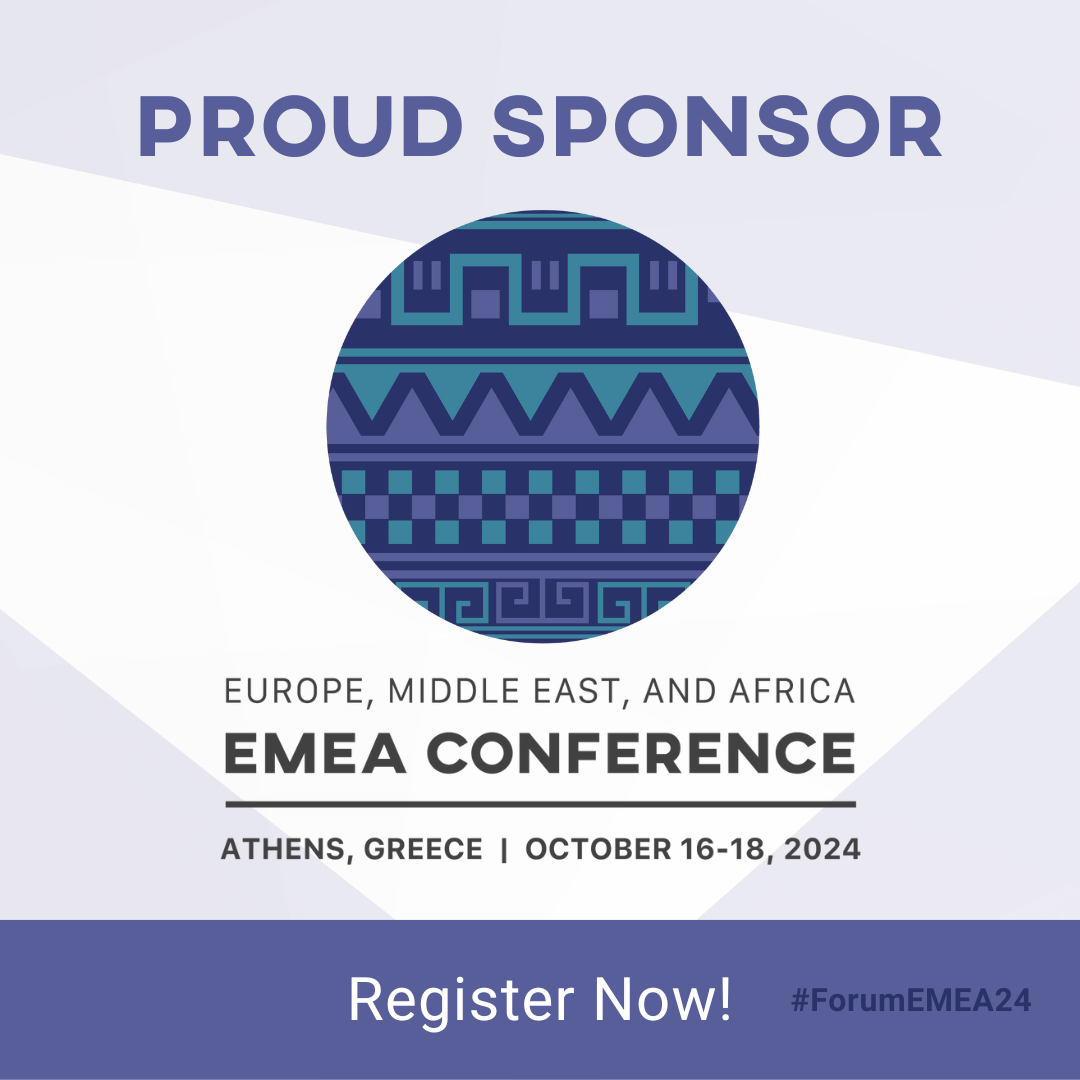 PROUD SPONSOR
EUROPE, MIDDLE EAST, AND AFRICA
EMEA CONFERENCE
ATHENS, GREECE | OCTOBER 16-18, 2024
Register Now!
#ForumEMEA24